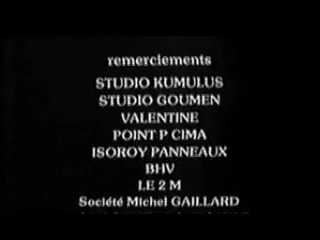 remerciements
STUDIO KUMULUS
STUDIO GOUMEN
VALENTINE
POINT P CIMA
ISOROY PANNEAUX
BHV
LE 2 M
Société Michel GAILLARD